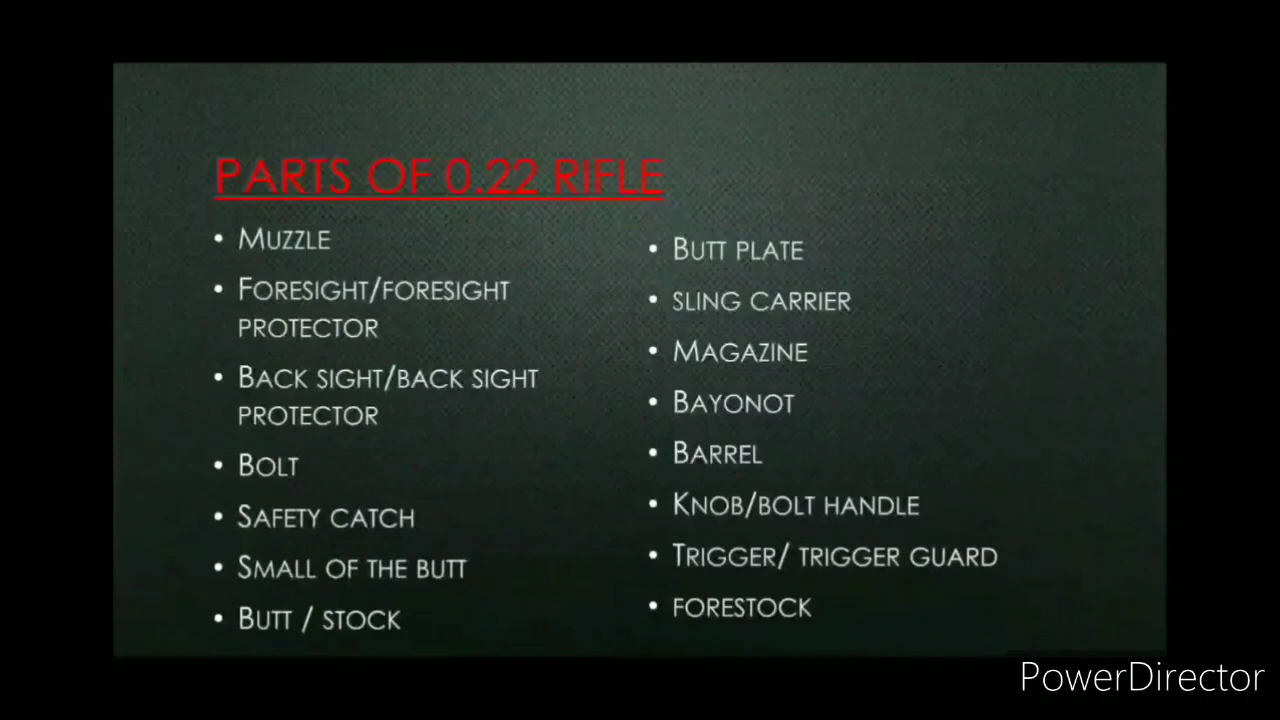 PARTS OF 0.22 RIFLE
• MUZZLE
• FORESIGHT/FORESIGHT
PROTECTOR
• BACK SIGHT/BACK SIGHT
PROTECTOR
• BOLT
• SAFETY CATCH
• SMALL OF THE BUTT
• BUTT / STOCK
• BUTT PLATE
• SLING CARRIER
• MAGAZINE
• BAYONOT
• BARREL
• KNOB/BOLT HANDLE
• TRIGGER/ TRIGGER GUARD
• FORESTOCK
PowerDirector